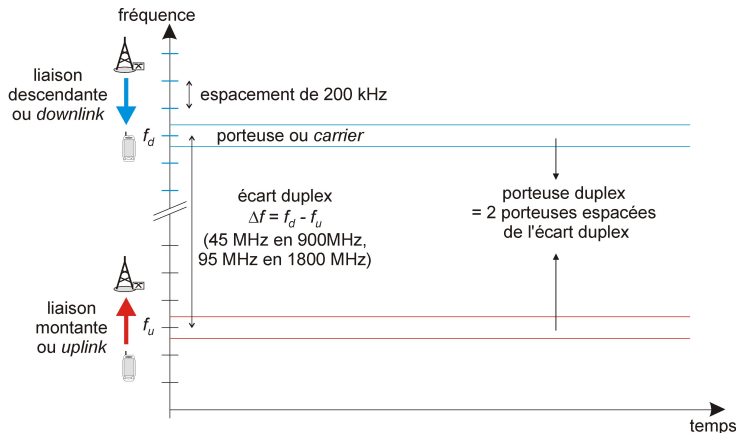 fréquence
liaison
descendante
ou downlink
espacement de 200 kHz
fd
porteuse ou carrier
écart duplex
Δf = fd - fu
(45 MHz en 900MHz,
95 MHz en 1800 MHz)
porteuse duplex
= 2 porteuses espacées
de l'écart duplex
liaison
montante
ou uplink
fu
temps